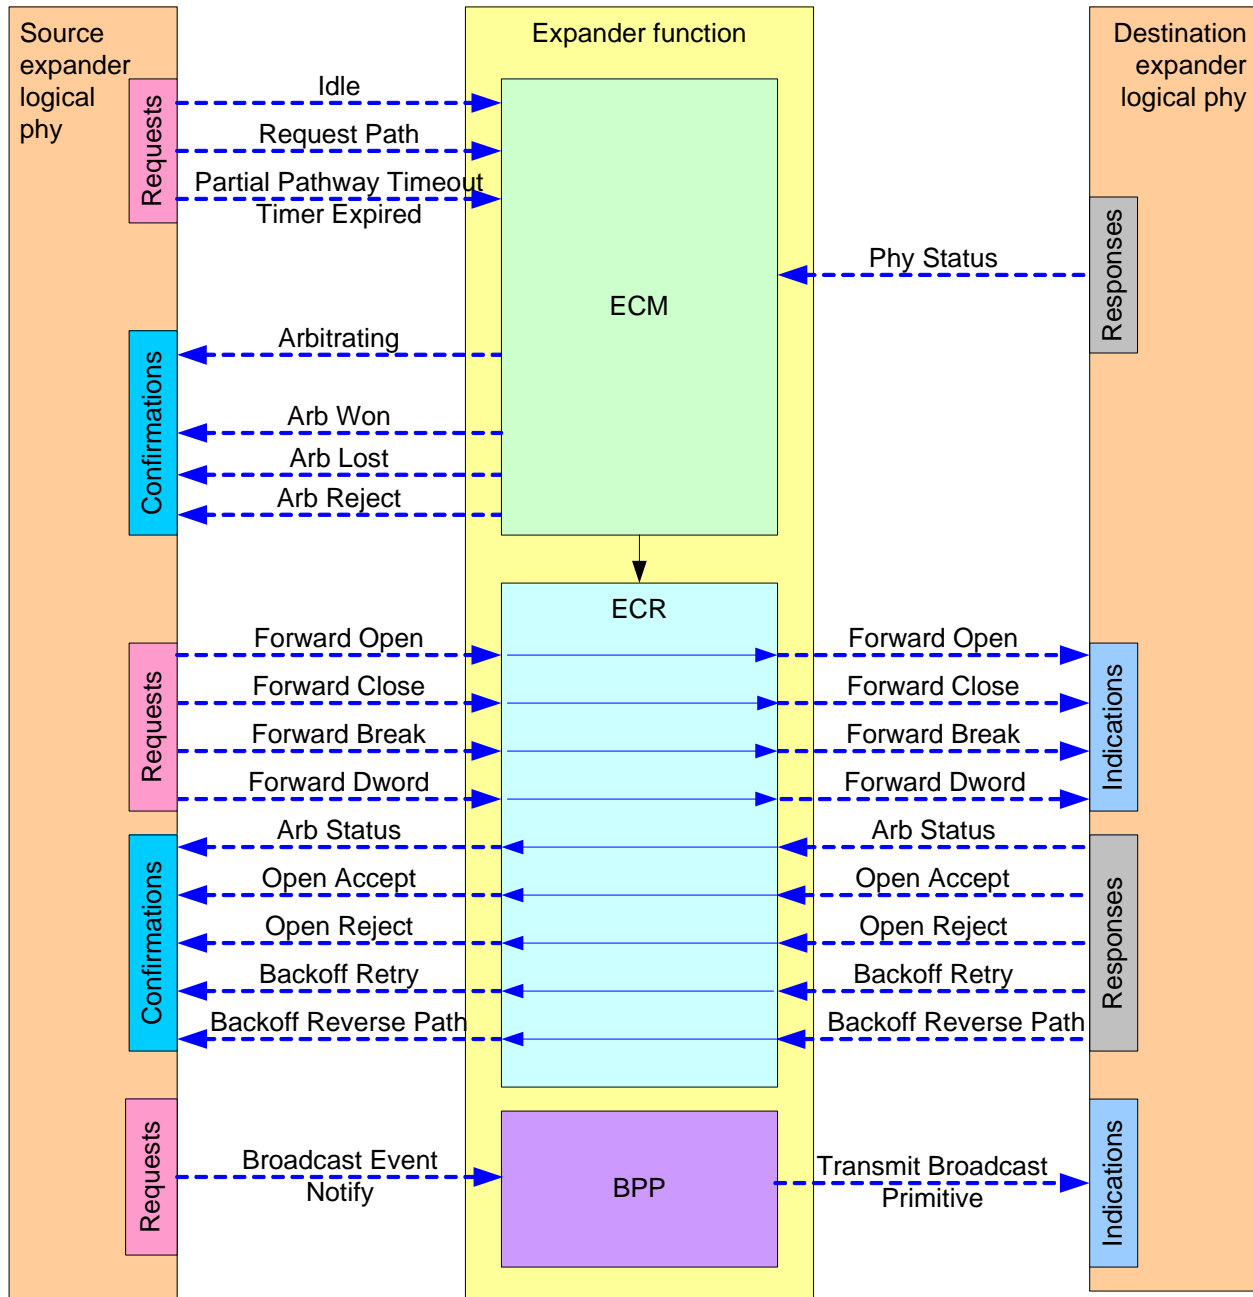 Source
expander
logical
phy
Expander function
Destination
expander
logical phy
Requests
Idle
Request Path
Partial Pathway Timeout
Timer Expired
ECM
Phy Status
Responses
Confirmations
Arbitrating
Arb Won
Arb Lost
Arb Reject
ECR
Requests
Forward Open
Forward Close
Forward Break
Forward Dword
Forward Open
Forward Close
Forward Break
Forward Dword
Indications
Confirmations
Arb Status
Open Accept
Open Reject
Backoff Retry
Backoff Reverse Path
Arb Status
Open Accept
Open Reject
Backoff Retry
Backoff Reverse Path
Responses
Requests
Broadcast Event
Notify
BPP
Transmit Broadcast
Primitive
Indications